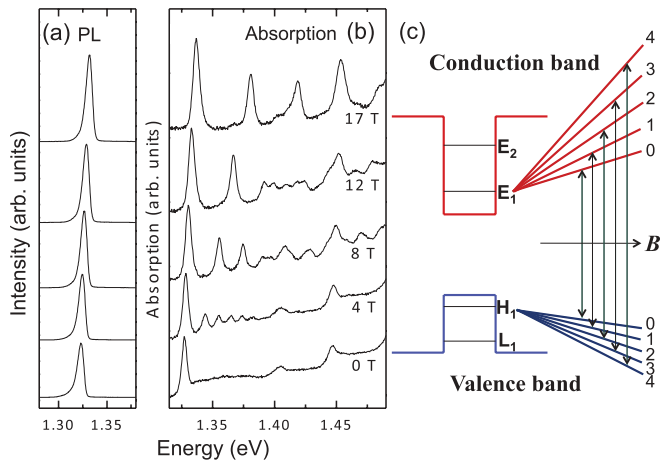 (a) PL
Intensity (arb. units)
1.30 1.35
Absorption (b)
Absorption (arb. units)
17 T
12 T
8 T
4 T
0 T
1.35 1.40 1.45
Energy (eV)
(c)
Conduction band
E2
E1
4
3
2
1
0
B
H1
L1
0
1
2
3
4
Valence band